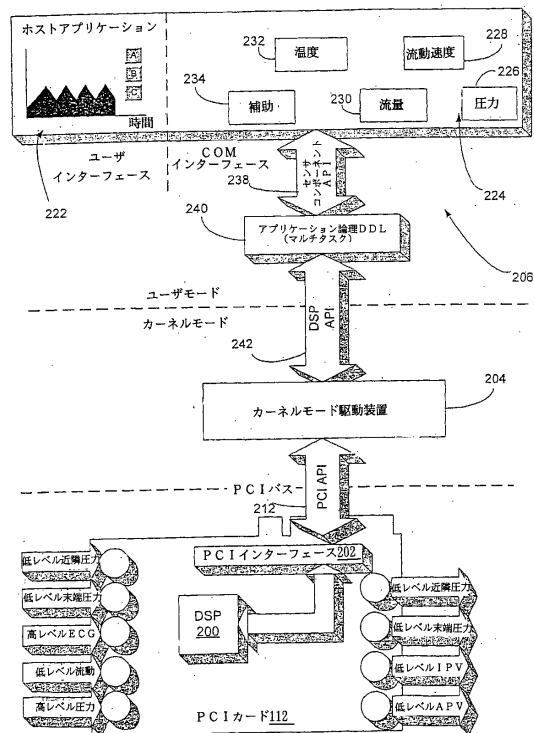 ホストアプリケーション
A
B
C
時間
232
温度
流動速度
228
234
補助
230
流量
226
圧力
ユーザ
インターフェース
COM
インターフェース
222
238
センサ
コンポーネント
API
224
240
アプリケーション論理DDL
(マルチタスク)
206
ユーザモード
カーネルモード
DSP
API
242
カーネルモード駆動装置
204
PCIバス
212
PCI API
PCIインターフェース202
低レベル近隣圧力
低レベル末端圧力
高レベルECG
低レベル流動
高レベル圧力
DSP
200
低レベル近隣圧力
低レベル末端圧力
低レベルIPV
低レベルAPV
PCIカード112